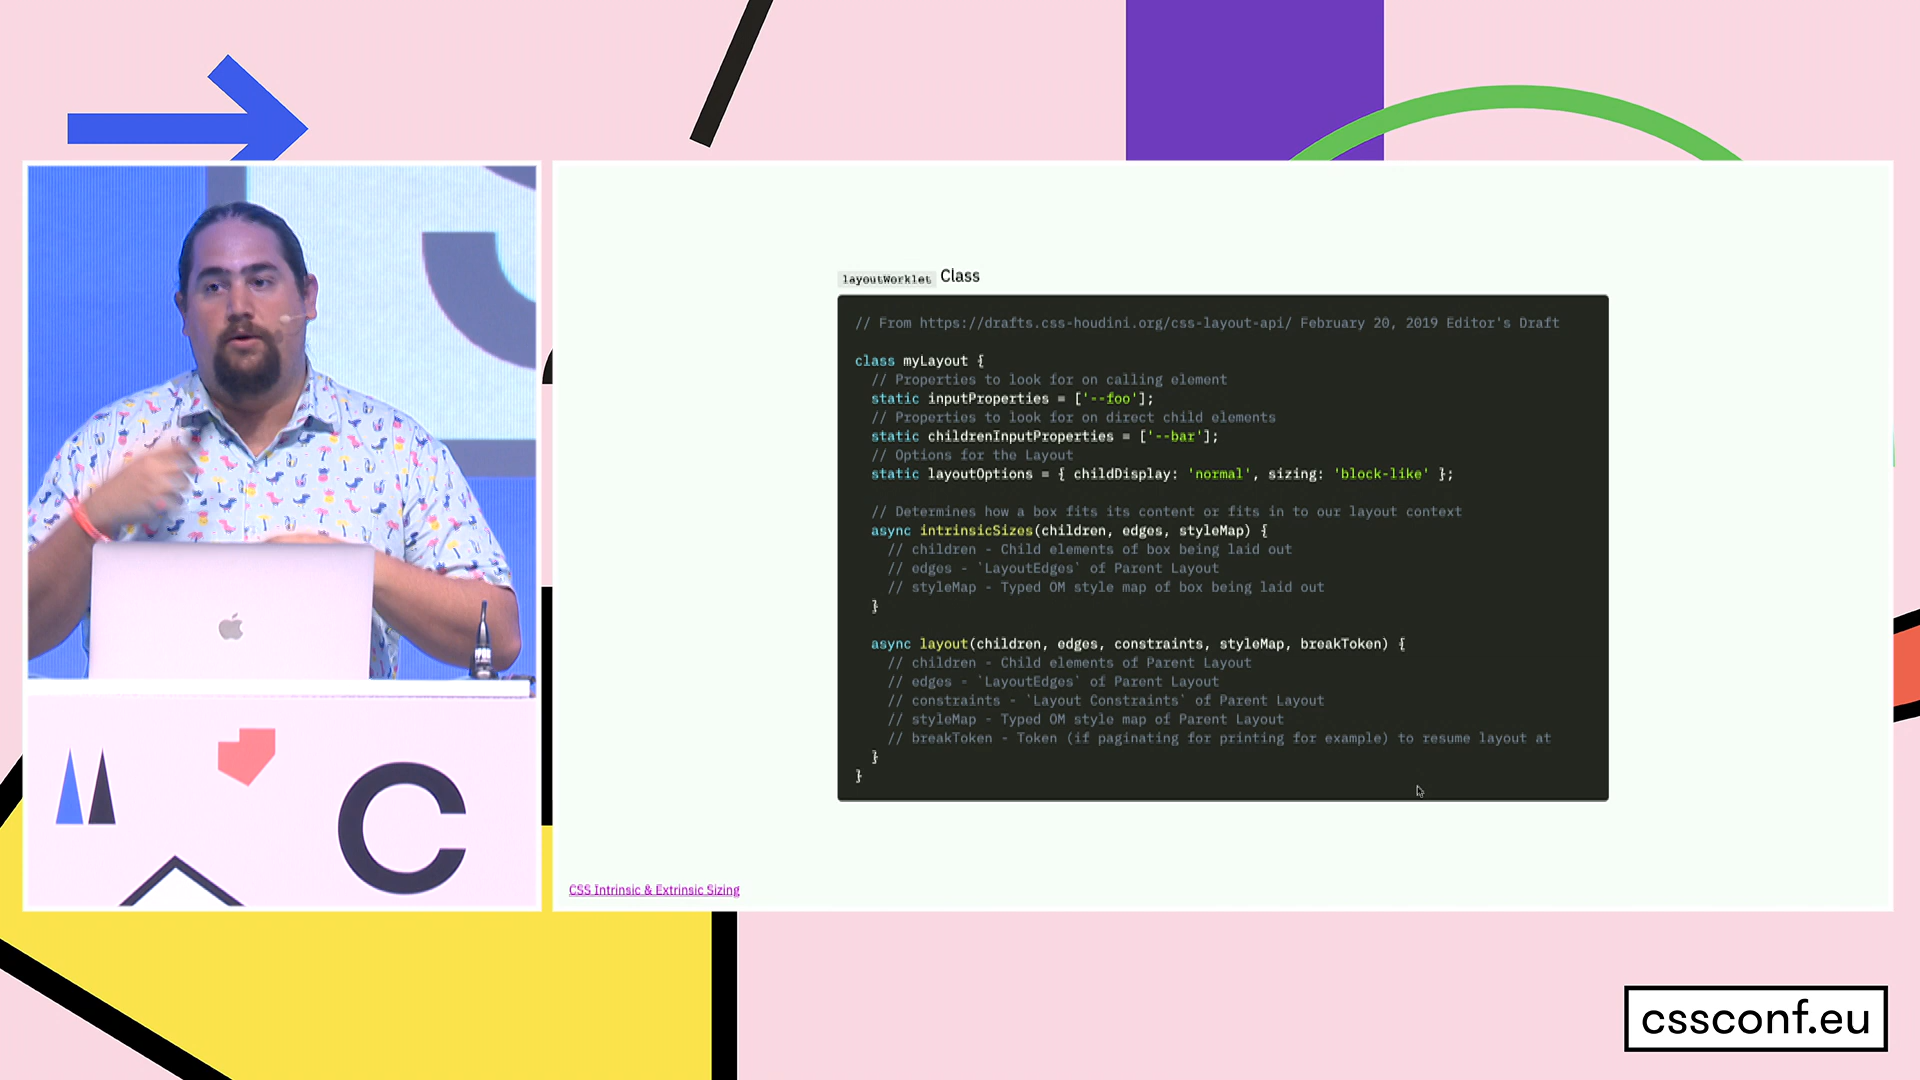 layoutWorklet Class
// From https://drafts.css-houdini.org/css-layout-api/ February 20, 2019 Editor's Draft
class myLayout {
// Properties to look for on calling element
static inputProperties = ['--foo'];
// Properties to look for on direct child elements
static childrenInputProperties = ['--bar'];
// Options for the Layout
static layoutOptions = { childDisplay: 'normal', sizing: 'block-like' };
// Determines how a box fits its content or fits in to our layout context
async intrinsicSizes(children, edges, styleMap) {
// children - Child elements of box being laid out
// edges - `LayoutEdges` of Parent Layout
// styleMap - Typed OM style map of box being laid out
}
async layout(children, edges, constraints, styleMap, breakToken) {
// children - Child elements of Parent Layout
// edges - `LayoutEdges` of Parent Layout
// constraints - `Layout Constraints` of Parent Layout
// styleMap - Typed OM style map of Parent Layout
// breakToken - Token (if paginating for printing for example) to resume layout at
}
}
C
CSS Intrinsic & Extrinsic Sizing
cssconf.eu